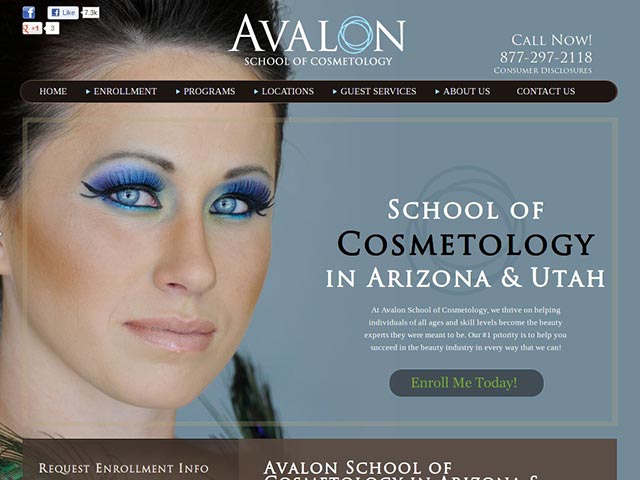 Like 7.3k
+1 3
AVALON
SCHOOL OF COSMETOLOGY
CALL NOW!
877-297-2118
CONSUMER DISCLOSURES
HOME ENROLLMENT PROGRAMS LOCATIONS GUEST SERVICES ABOUT US CONTACT US
SCHOOL OF
COSMETOLOGY
IN ARIZONA & UTAH
At Avalon School of Cosmetology, we thrive on helping
individuals of all ages and skill levels become the beauty
experts they were meant to be. Our #1 priority is to help you
succeed in the beauty industry in every way that we can!
Enroll Me Today!
REQUEST ENROLLMENT INFO
AVALON SCHOOL OF
COSMETOLOGY IN ARIZONA &